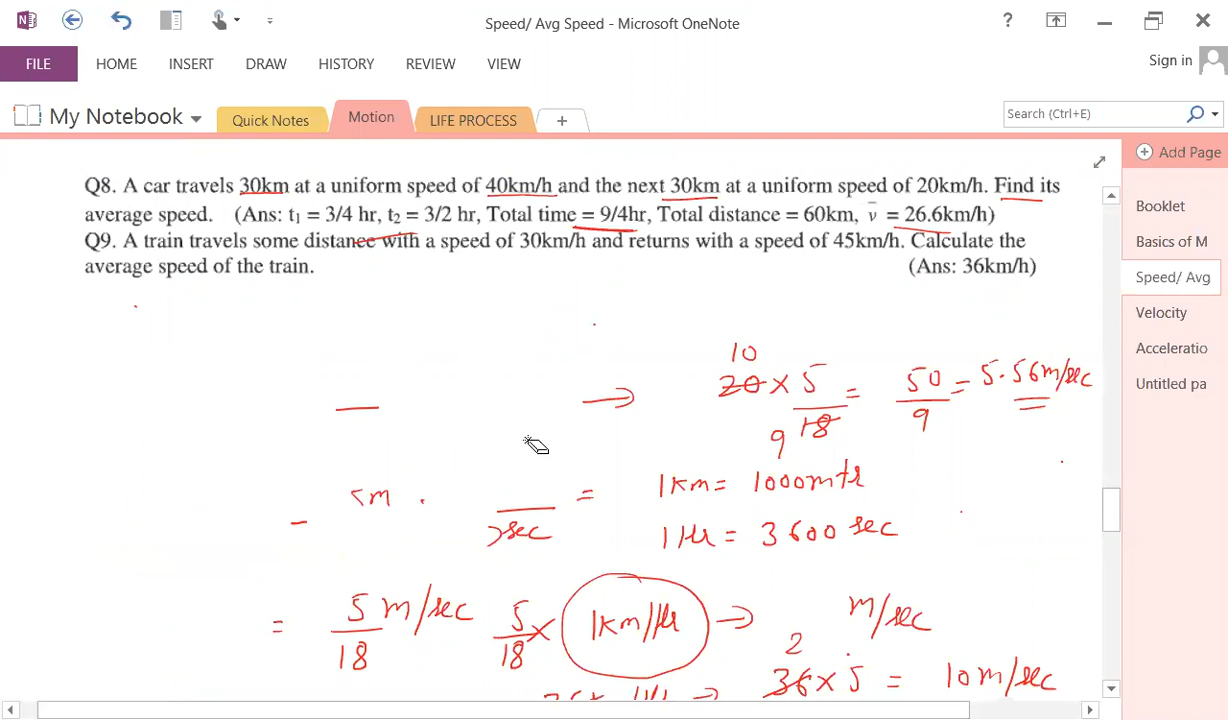 Speed/ Avg Speed - Microsoft OneNote
?
FILE HOME INSERT DRAW HISTORY REVIEW VIEW
Sign in
My Notebook
Quick Notes
Motion
LIFE PROCESS
+
Search (Ctrl+E)
Add Page
Booklet
Basics of M
Speed/ Avg
Velocity
Acceleratio
Untitled pa
Q8. A car travels 30km at a uniform speed of 40km/h and the next 30km at a uniform speed of 20km/h. Find its
average speed. (Ans: t1 = 3/4 hr, t2 = 3/2 hr, Total time = 9/4hr, Total distance = 60km, v̄ = 26.6km/h)
Q9. A train travels some distance with a speed of 30km/h and returns with a speed of 45km/h. Calculate the
average speed of the train. (Ans: 36km/h)
10
→ 20 × 5 = 50 = 5.56m/sec
9 18 9
= 1km = 1000mtr
sec 1Hr = 3600 sec
= 5 m/sec 5 × 1km/Hr → m/sec
18 18
2
36 × 5 = 10m/sec